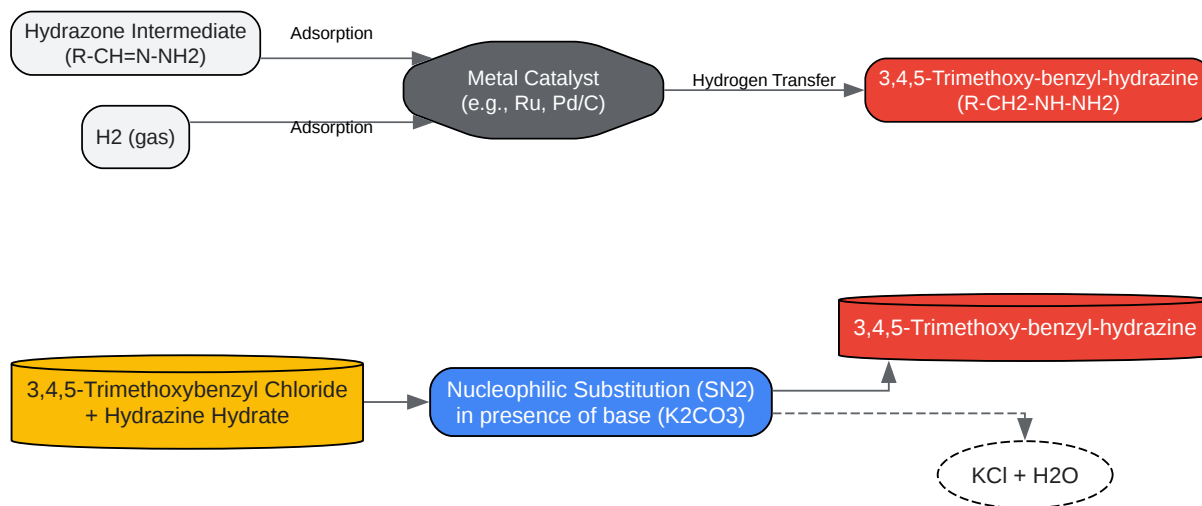 Hydrazone Intermediate
(R-CH=N-NH2)
Adsorption
H2 (gas)
Adsorption
Metal Catalyst
(e.g., Ru, Pd/C)
Hydrogen Transfer
3,4,5-Trimethoxy-benzyl-hydrazine
(R-CH2-NH-NH2)
3,4,5-Trimethoxybenzyl Chloride
+ Hydrazine Hydrate
Nucleophilic Substitution (SN2)
in presence of base (K2CO3)
3,4,5-Trimethoxy-benzyl-hydrazine
KCl + H2O